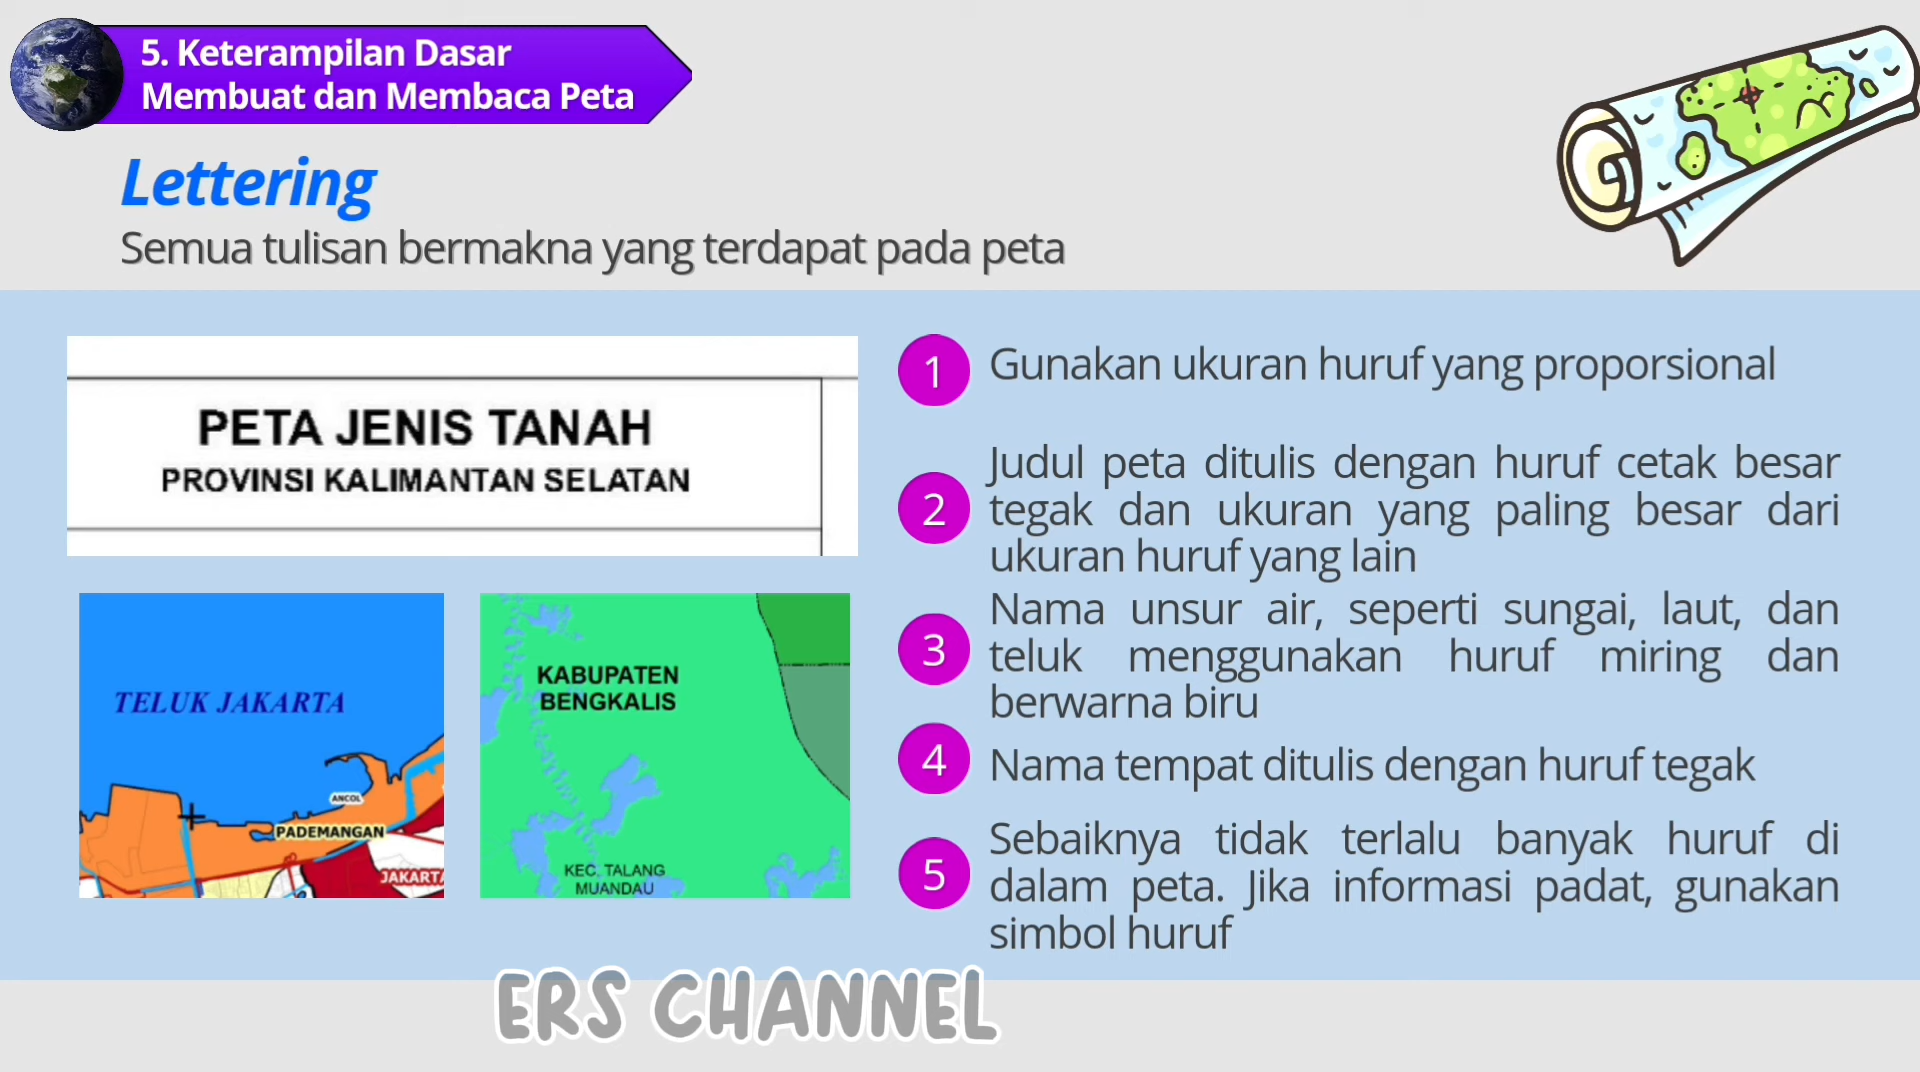 5. Keterampilan Dasar
Membuat dan Membaca Peta
Lettering
Semua tulisan bermakna yang terdapat pada peta
PETA JENIS TANAH
PROVINSI KALIMANTAN SELATAN
TELUK JAKARTA
ANCOL
PADEMANGAN
JAKARTA
KABUPATEN
BENGKALIS
KEC. TALANG
MUANDAU
1 Gunakan ukuran huruf yang proporsional
2 Judul peta ditulis dengan huruf cetak besar
tegak dan ukuran yang paling besar dari
ukuran huruf yang lain
3 Nama unsur air, seperti sungai, laut, dan
teluk menggunakan huruf miring dan
berwarna biru
4 Nama tempat ditulis dengan huruf tegak
5 Sebaiknya tidak terlalu banyak huruf di
dalam peta. Jika informasi padat, gunakan
simbol huruf
ERS CHANNEL